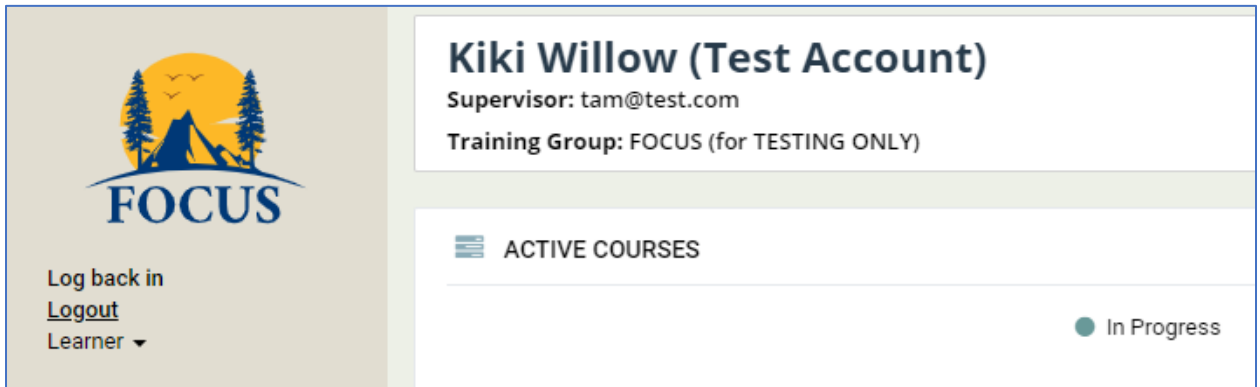 FOCUS
Log back in
Logout
Learner
Kiki Willow (Test Account)
Supervisor: tam@test.com
Training Group: FOCUS (for TESTING ONLY)
ACTIVE COURSES
In Progress